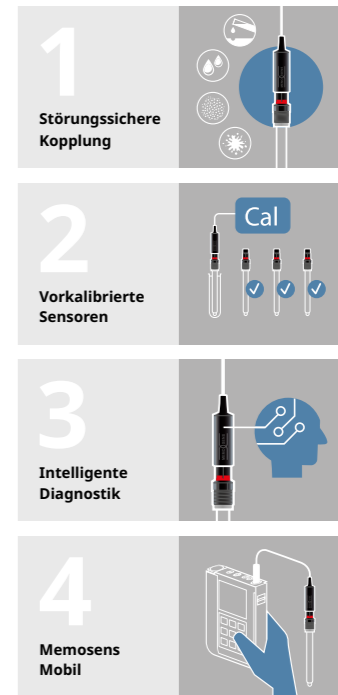 1
Störungssichere
Kopplung
Cal
2
Vorkalibrierte
Sensoren
3
Intelligente
Diagnostik
4
Memosens
Mobil